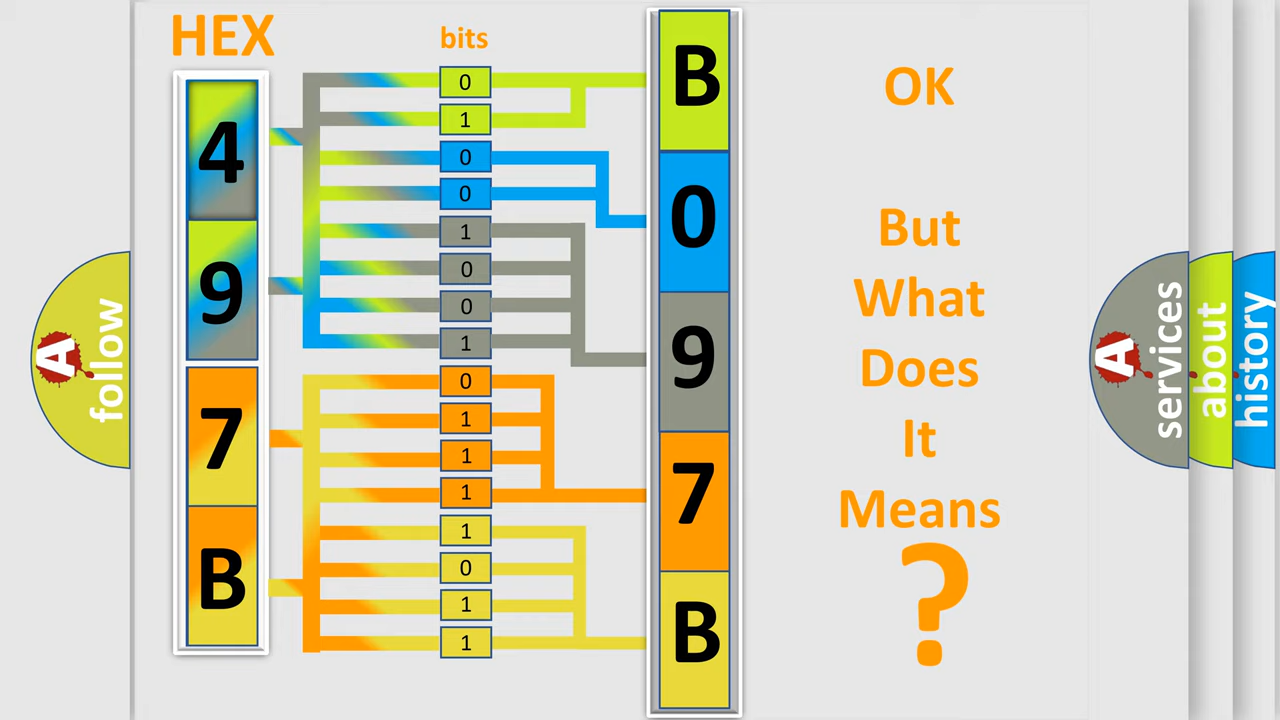 HEX
bits
4
9
7
B
0
1
0
0
1
0
0
1
0
1
1
1
1
0
1
1
B
0
9
7
B
OK
But
What
Does
It
Means
?
A
follow
A
services
about
history